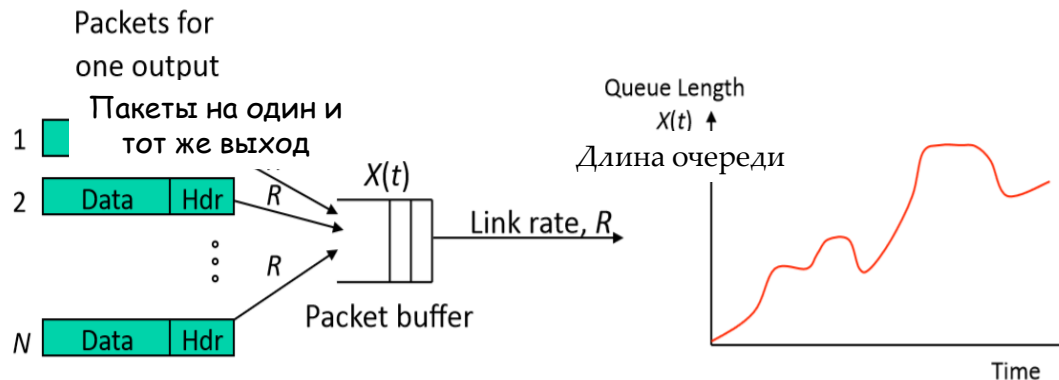 Packets for
one output
Пакеты на один и
тот же выход
1
2
Data
Hdr
R
R
N
Data
Hdr
X(t)
Packet buffer
Link rate, R
Queue Length
X(t)
Длина очереди
Time